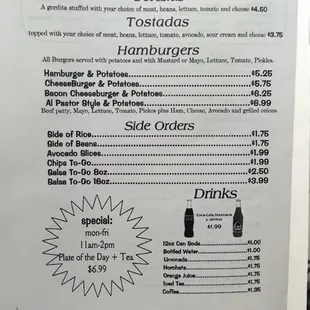 A gordita stuffed with your choice of meat, beans, lettuce, tomato and cheese $4.50
Tostadas
topped with your choice of meat, beans, lettuce, tomato, avocado, sour cream and cheese $3.75
Hamburgers
All Burgers served with potatoes and with Mustard or Mayo, Lettuce, Tomato, Pickles.
Hamburger & Potatoes $5.25
CheeseBurger & Potatoes $5.75
Bacon Cheeseburger & Potatoes $6.25
Al Pastor Style & Potatoes $6.99
Beef patty, Mayo, Lettuce, Tomato, Pickes plus Ham, Cheese, Avocado and grilled onions
Side Orders
Side of Rice $1.75
Side of Beans $1.75
Avocado Slices $1.99
Chips To-Go $1.99
Salsa To-Go 8oz $2.50
Salsa To-Go 16oz $3.99
Drinks
Coca-Cola Mexicana
y Jarritos
$1.99
special:
mon-fri
11am-2pm
Plate of the Day + Tea
$6.99
12oz Can Soda $1.00
Bottled Water $1.00
Limonada $1.75
Horchata $1.75
Orange Juice $1.75
Iced Tea $1.75
Coffee $1.25